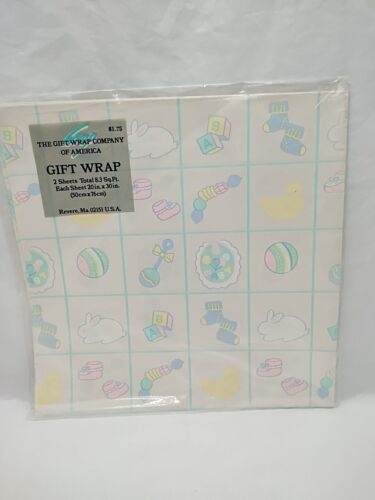 $1.75
THE GIFT WRAP COMPANY
OF AMERICA
GIFT WRAP
2 Sheets Total 8.3 Sq.Ft.
Each Sheet 20 in. x 30 in.
(50cm x 76cm)
Revere, Ma. 02151 U.S.A.
B
A
B
A